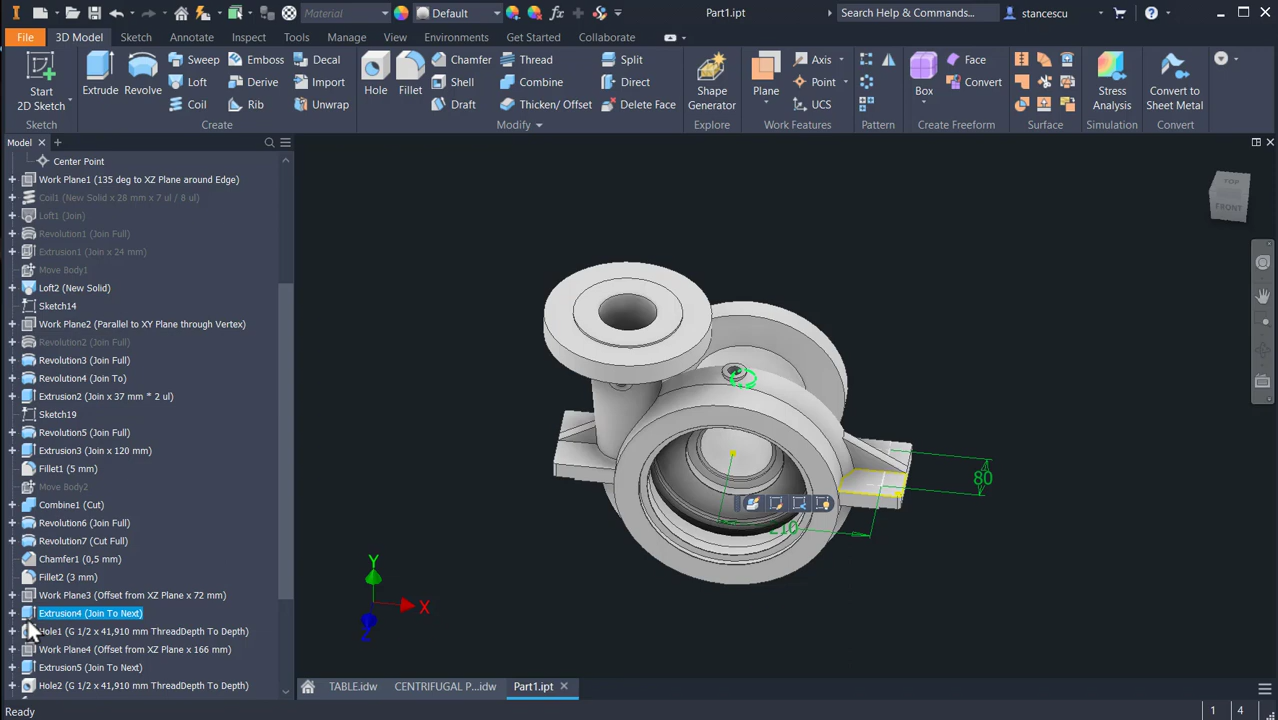 Material
Default
Part1.ipt
Search Help & Commands...
stancescu
File
3D Model
Sketch
Annotate
Inspect
Tools
Manage
View
Environments
Get Started
Collaborate
Start
2D Sketch
Extrude
Revolve
Sweep
Emboss
Decal
Loft
Derive
Import
Coil
Rib
Unwrap
Hole
Fillet
Chamfer
Thread
Split
Shell
Combine
Direct
Draft
Thicken/ Offset
Delete Face
Shape
Generator
Plane
Axis
Point
UCS
Box
Face
Convert
Stress
Analysis
Convert to
Sheet Metal
Sketch
Create
Modify
Explore
Work Features
Pattern
Create Freeform
Surface
Simulation
Convert
Model
Center Point
Work Plane1 (135 deg to XZ Plane around Edge)
Coil1 (New Solid x 28 mm x 7 ul / 8 ul)
Loft1 (Join)
Revolution1 (Join Full)
Extrusion1 (Join x 24 mm)
Move Body1
Loft2 (New Solid)
Sketch14
Work Plane2 (Parallel to XY Plane through Vertex)
Revolution2 (Join Full)
Revolution3 (Join Full)
Revolution4 (Join To)
Extrusion2 (Join x 37 mm * 2 ul)
Sketch19
Revolution5 (Join Full)
Extrusion3 (Join x 120 mm)
Fillet1 (5 mm)
Move Body2
Combine1 (Cut)
Revolution6 (Join Full)
Revolution7 (Cut Full)
Chamfer1 (0,5 mm)
Fillet2 (3 mm)
Work Plane3 (Offset from XZ Plane x 72 mm)
Extrusion4 (Join To Next)
Hole1 (G 1/2 x 41,910 mm ThreadDepth To Depth)
Work Plane4 (Offset from XZ Plane x 166 mm)
Extrusion5 (Join To Next)
Hole2 (G 1/2 x 41,910 mm ThreadDepth To Depth)
TOP
FRONT
80
210
Y
X
Z
TABLE.idw
CENTRIFUGAL P...idw
Part1.ipt
Ready
1
4